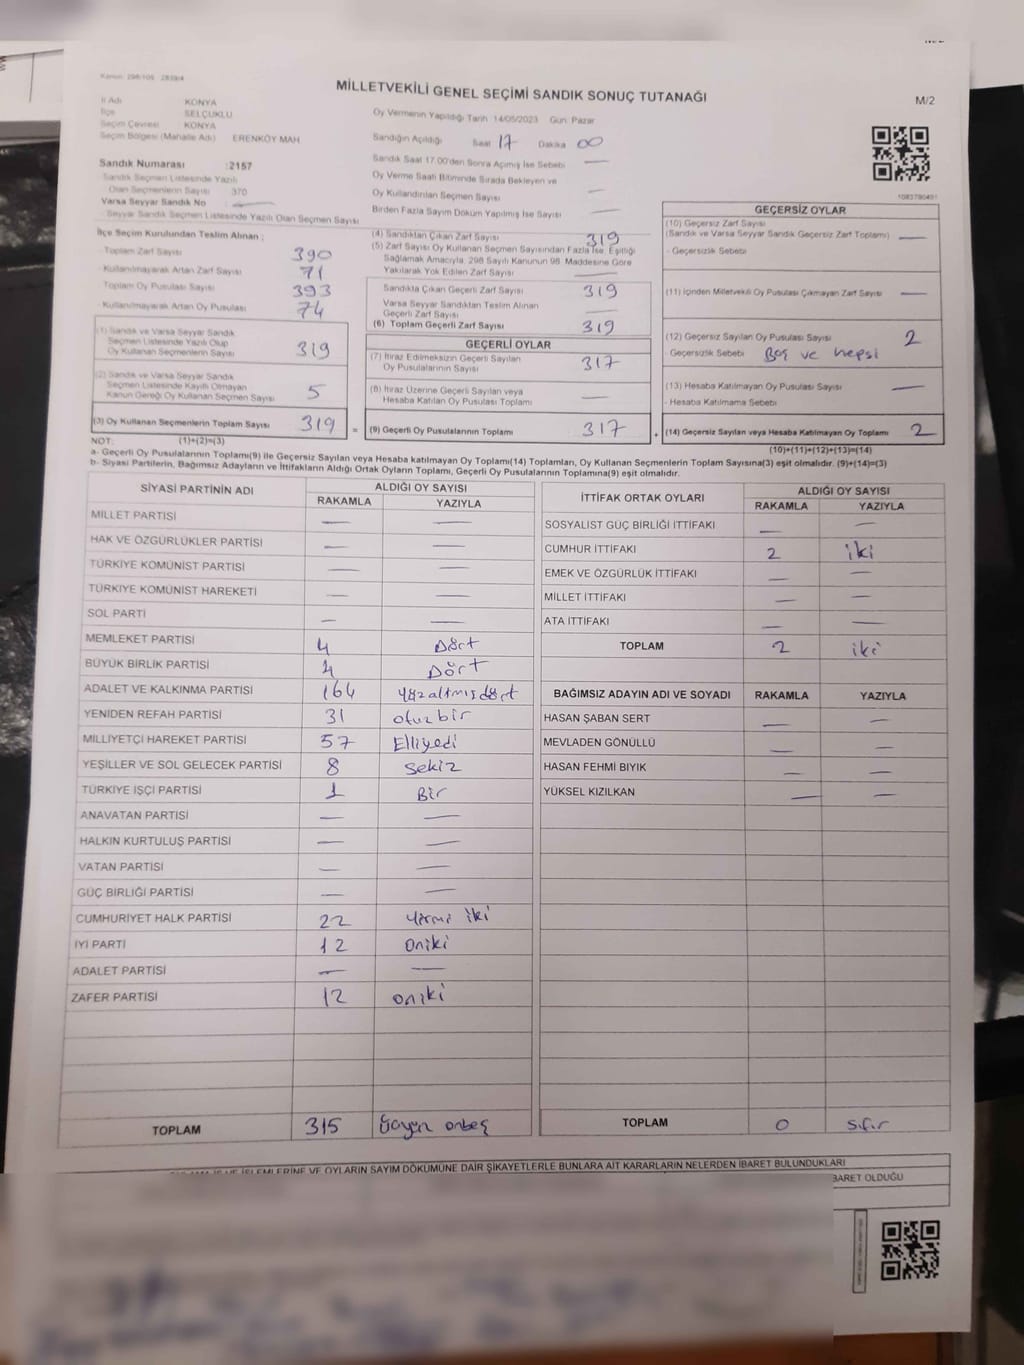 Kanun: 298/105 2839/4
MİLLETVEKİLİ GENEL SEÇİMİ SANDIK SONUÇ TUTANAĞI
M/2
İl Adı KONYA
İlçe SELÇUKLU
Seçim Çevresi KONYA
Seçim Bölgesi (Mahalle Adı) ERENKÖY MAH
Sandık Numarası :2157
Sandık Seçmen Listesinde Yazılı
Olan Seçmenlerin Sayısı 370
Varsa Seyyar Sandık No —
Seyyar Sandık Seçmen Listesinde Yazılı Olan Seçmen Sayısı
Oy Vermenin Yapıldığı Tarih 14/05/2023 Gün: Pazar
Sandığın Açıldığı Saat 17 Dakika 00
Sandık Saat 17.00'den Sonra Açımış İse Sebebi —
Oy Verme Saati Bitiminde Sırada Bekleyen ve
Oy Kullandırılan Seçmen Sayısı —
Birden Fazla Sayım Döküm Yapılmış İse Sayısı —
1083780401
İlçe Seçim Kurulundan Teslim Alınan ;
- Toplam Zarf Sayısı 390
- Kullanılmayarak Artan Zarf Sayısı 71
Toplam Oy Pusulası Sayısı 393
- Kullanılmayarak Artan Oy Pusulası 74
(1) Sandık ve Varsa Seyyar Sandık
Seçmen Listesinde Yazılı Olup
Oy Kullanan Seçmenlerin Sayısı 319
(2) Sandık ve Varsa Seyyar Sandık
Seçmen Listesinde Kayıtlı Olmayan
Kanun Gereği Oy Kullanan Seçmen Sayısı 5
(3) Oy Kullanan Seçmenlerin Toplam Sayısı 319 =
(4) Sandıktan Çıkan Zarf Sayısı 319
(5) Zarf Sayısı Oy Kullanan Seçmen Sayısından Fazla İse, Eşitliği
Sağlamak Amacıyla, 298 Sayılı Kanunun 98. Maddesine Göre
Yakılarak Yok Edilen Zarf Sayısı —
Sandıkla Çıkan Geçerli Zarf Sayısı 319
Varsa Seyyar Sandıktan Teslim Alınan
Geçerli Zarf Sayısı —
(6) Toplam Geçerli Zarf Sayısı 319
GEÇERLİ OYLAR
(7) İtiraz Edilmeksizin Geçerli Sayılan
Oy Pusulalarının Sayısı 317
(8) İtiraz Üzerine Geçerli Sayılan veya
Hesaba Katılan Oy Pusulası Toplamı —
(9) Geçerli Oy Pusulalarının Toplamı 317 +
GEÇERSİZ OYLAR
(10) Geçersiz Zarf Sayısı
(Sandık ve Varsa Seyyar Sandık Geçersiz Zarf Toplamı) —
- Geçersizlik Sebebi
(11) İçinden Milletvekili Oy Pusulası Çıkmayan Zarf Sayısı —
(12) Geçersiz Sayılan Oy Pusulası Sayısı 2
- Geçersizlik Sebebi Boş ve hepsi
(13) Hesaba Katılmayan Oy Pusulası Sayısı —
- Hesaba Katılmama Sebebi
(14) Geçersiz Sayılan veya Hesaba Katılmayan Oy Toplamı 2
NOT: (1)+(2)=(3) (10)+(11)+(12)+(13)=(14)
a- Geçerli Oy Pusulalarının Toplamı(9) ile Geçersiz Sayılan veya Hesaba katılmayan Oy Toplamı(14) Toplamları, Oy Kullanan Seçmenlerin Toplam Sayısına(3) eşit olmalıdır. (9)+(14)=(3)
b- Siyasi Partilerin, Bağımsız Adayların ve İttifakların Aldığı Ortak Oyların Toplamı, Geçerli Oy Pusulalarının Toplamına(9) eşit olmalıdır.
SİYASİ PARTİNİN ADI ALDIĞI OY SAYISI
RAKAMLA YAZIYLA
MİLLET PARTİSİ — —
HAK VE ÖZGÜRLÜKLER PARTİSİ — —
TÜRKİYE KOMÜNİST PARTİSİ — —
TÜRKİYE KOMÜNİST HAREKETİ — —
SOL PARTİ — —
MEMLEKET PARTİSİ 4 Dört
BÜYÜK BİRLİK PARTİSİ 4 Dört
ADALET VE KALKINMA PARTİSİ 164 Yüzaltmışdört
YENİDEN REFAH PARTİSİ 31 otuzbir
MİLLİYETÇİ HAREKET PARTİSİ 57 Elliyedi
YEŞİLLER VE SOL GELECEK PARTİSİ 8 Sekiz
TÜRKİYE İŞÇİ PARTİSİ 1 Bir
ANAVATAN PARTİSİ — —
HALKIN KURTULUŞ PARTİSİ — —
VATAN PARTİSİ — —
GÜÇ BİRLİĞİ PARTİSİ — —
CUMHURİYET HALK PARTİSİ 22 Yirmi iki
İYİ PARTİ 12 Oniki
ADALET PARTİSİ — —
ZAFER PARTİSİ 12 oniki
TOPLAM 315 Üçyüz onbeş
İTTİFAK ORTAK OYLARI ALDIĞI OY SAYISI
RAKAMLA YAZIYLA
SOSYALIST GÜÇ BİRLİĞİ İTTİFAKI — —
CUMHUR İTTİFAKI 2 iki
EMEK VE ÖZGÜRLÜK İTTİFAKI — —
MİLLET İTTİFAKI — —
ATA İTTİFAKI — —
TOPLAM 2 iki
BAĞIMSIZ ADAYIN ADI VE SOYADI RAKAMLA YAZIYLA
HASAN ŞABAN SERT — —
MEVLADEN GÖNÜLLÜ — —
HASAN FEHMİ BIYIK — —
YÜKSEL KIZILKAN — —
TOPLAM 0 Sıfır
İŞ VE İŞLEMLERİNE VE OYLARIN SAYIM DÖKÜMÜNE DAİR ŞİKAYETLERLE BUNLARA AİT KARARLARIN NELERDEN İBARET BULUNDUKLARI
BARET OLDUĞU